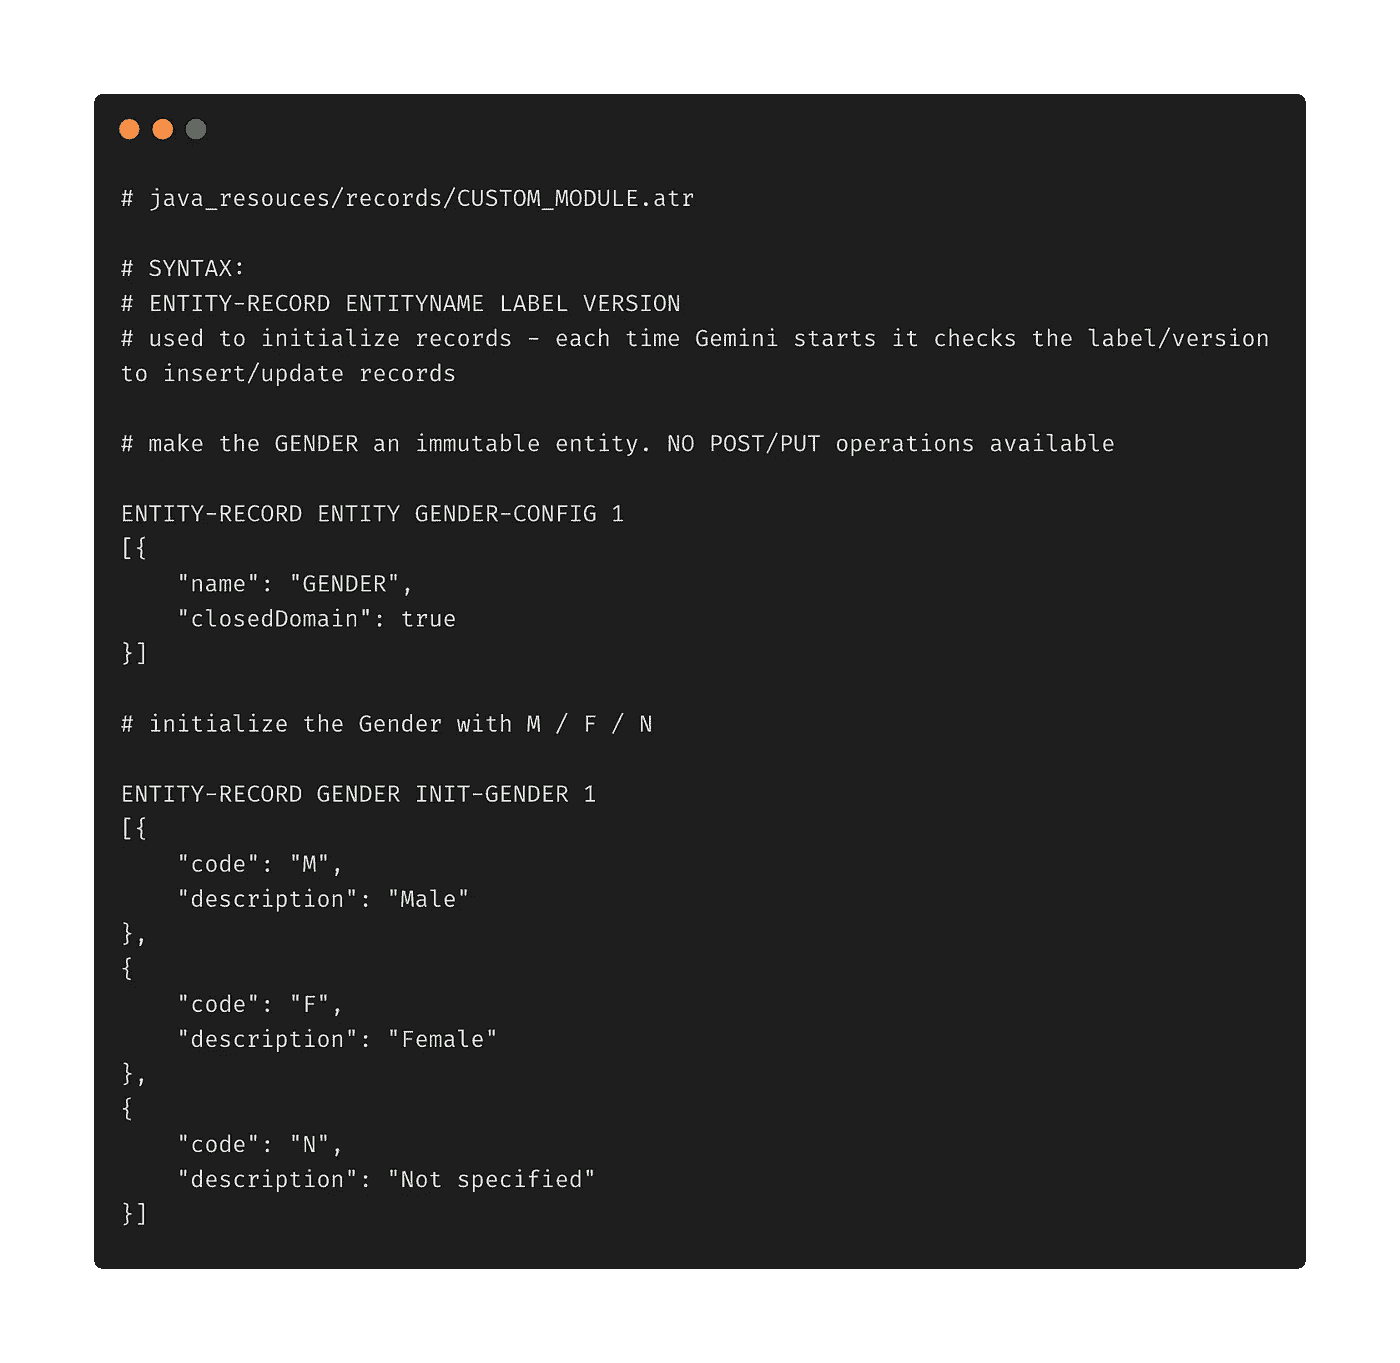 # java_resouces/records/CUSTOM_MODULE.atr
# SYNTAX:
# ENTITY-RECORD ENTITYNAME LABEL VERSION
# used to initialize records - each time Gemini starts it checks the label/version
to insert/update records
# make the GENDER an immutable entity. NO POST/PUT operations available
ENTITY-RECORD ENTITY GENDER-CONFIG 1
[{
    "name": "GENDER",
    "closedDomain": true
}]
# initialize the Gender with M / F / N
ENTITY-RECORD GENDER INIT-GENDER 1
[{
    "code": "M",
    "description": "Male"
},
{
    "code": "F",
    "description": "Female"
},
{
    "code": "N",
    "description": "Not specified"
}]